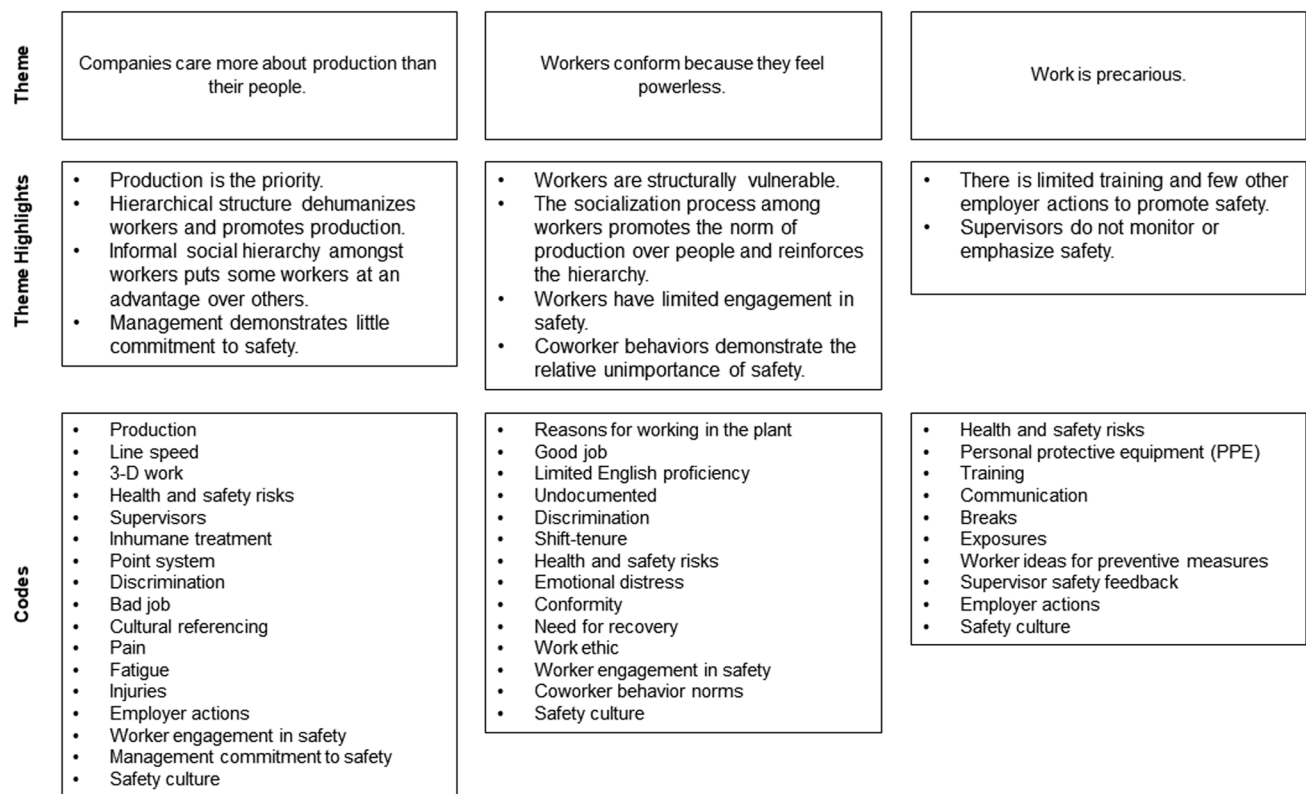 Theme
Companies care more about production than
their people.
Workers conform because they feel
powerless.
Work is precarious.
Theme Highlights
• Production is the priority.
• Hierarchical structure dehumanizes
workers and promotes production.
• Informal social hierarchy amongst
workers puts some workers at an
advantage over others.
• Management demonstrates little
commitment to safety.
• Workers are structurally vulnerable.
• The socialization process among
workers promotes the norm of
production over people and reinforces
the hierarchy.
• Workers have limited engagement in
safety.
• Coworker behaviors demonstrate the
relative unimportance of safety.
• There is limited training and few other
employer actions to promote safety.
• Supervisors do not monitor or
emphasize safety.
Codes
• Production
• Line speed
• 3-D work
• Health and safety risks
• Supervisors
• Inhumane treatment
• Point system
• Discrimination
• Bad job
• Cultural referencing
• Pain
• Fatigue
• Injuries
• Employer actions
• Worker engagement in safety
• Management commitment to safety
• Safety culture
• Reasons for working in the plant
• Good job
• Limited English proficiency
• Undocumented
• Discrimination
• Shift-tenure
• Health and safety risks
• Emotional distress
• Conformity
• Need for recovery
• Work ethic
• Worker engagement in safety
• Coworker behavior norms
• Safety culture
• Health and safety risks
• Personal protective equipment (PPE)
• Training
• Communication
• Breaks
• Exposures
• Worker ideas for preventive measures
• Supervisor safety feedback
• Employer actions
• Safety culture